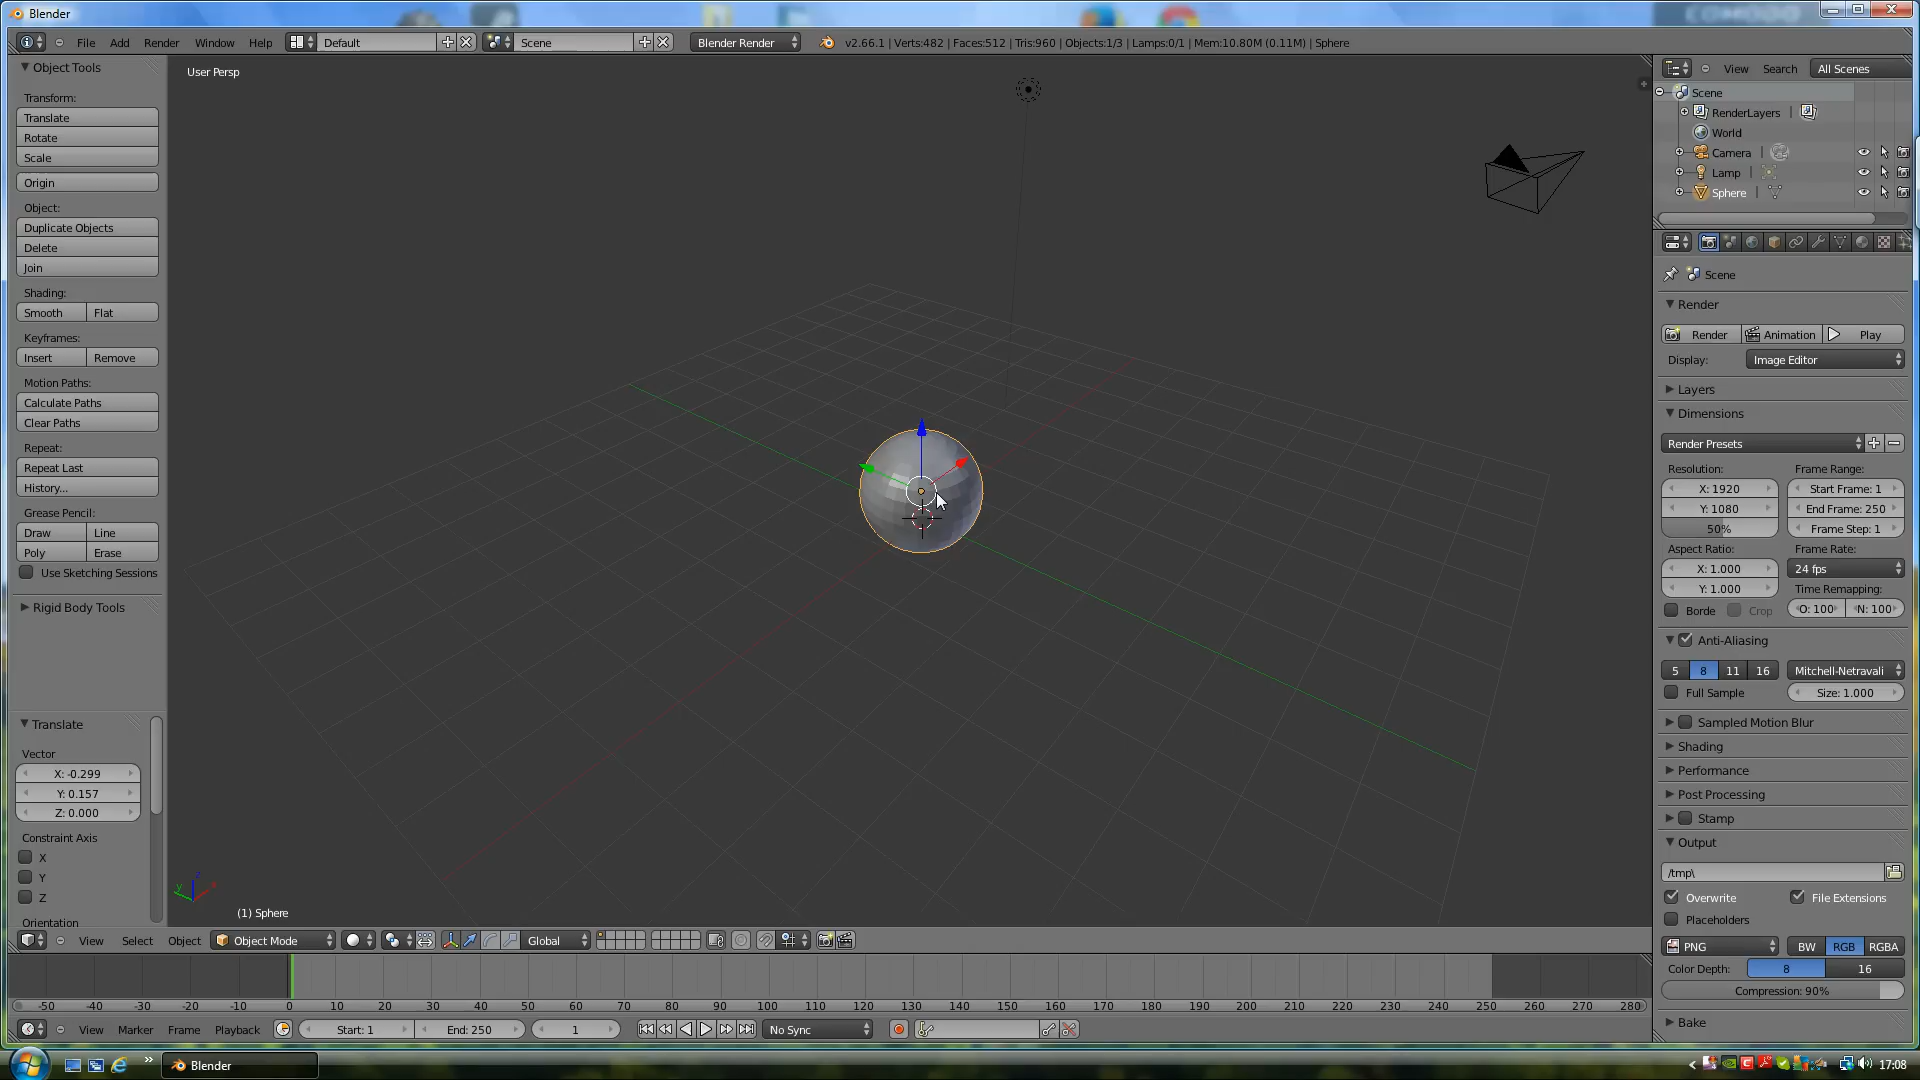 Blender
COMODO
File Add Render Window Help Default Scene Blender Render v2.66.1 | Verts:482 | Faces:512 | Tris:960 | Objects:1/3 | Lamps:0/1 | Mem:10.80M (0.11M) | Sphere
Object Tools
Transform:
Translate
Rotate
Scale
Origin
Object:
Duplicate Objects
Delete
Join
Shading:
Smooth Flat
Keyframes:
Insert Remove
Motion Paths:
Calculate Paths
Clear Paths
Repeat:
Repeat Last
History...
Grease Pencil:
Draw Line
Poly Erase
Use Sketching Sessions
Rigid Body Tools
Translate
Vector
X: -0.299
Y: 0.157
Z: 0.000
Constraint Axis
X
Y
Z
Orientation
User Persp
z
y
x
(1) Sphere
View Select Object Object Mode Global
-50 -40 -30 -20 -10 0 10 20 30 40 50 60 70 80 90 100 110 120 130 140 150 160 170 180 190 200 210 220 230 240 250 260 270 280
View Marker Frame Playback Start: 1 End: 250 1 No Sync
View Search All Scenes
Scene
RenderLayers |
World
Camera |
Lamp |
Sphere |
Scene
Render
Render Animation Play
Display: Image Editor
Layers
Dimensions
Render Presets
Resolution: Frame Range:
X: 1920 Start Frame: 1
Y: 1080 End Frame: 250
50% Frame Step: 1
Aspect Ratio: Frame Rate:
X: 1.000 24 fps
Y: 1.000 Time Remapping:
Borde Crop O: 100 N: 100
Anti-Aliasing
5 8 11 16 Mitchell-Netravali
Full Sample Size: 1.000
Sampled Motion Blur
Shading
Performance
Post Processing
Stamp
Output
/tmp\
Overwrite File Extensions
Placeholders
PNG BW RGB RGBA
Color Depth: 8 16
Compression: 90%
Bake
Blender 17:08